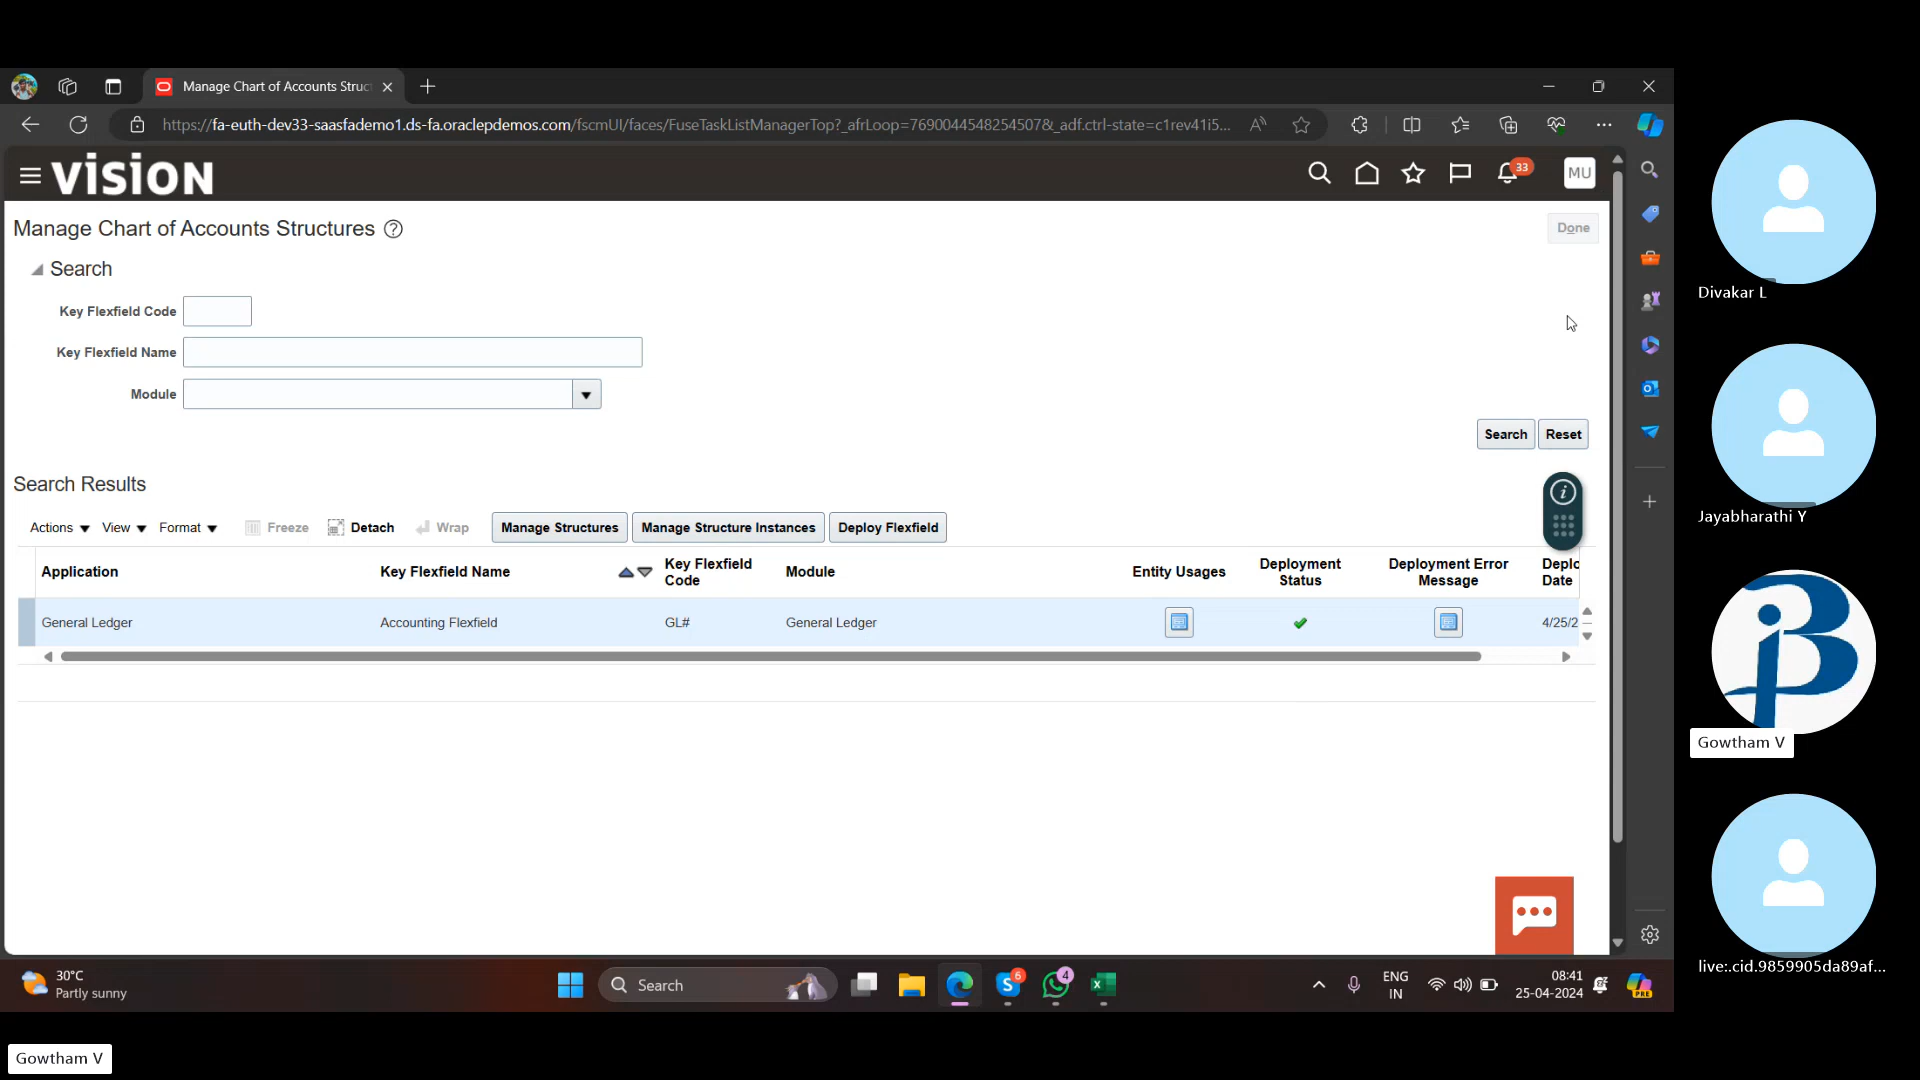 Manage Chart of Accounts Struc
https://fa-euth-dev33-saasfademo1.ds-fa.oraclepdemos.com/fscmUI/faces/FuseTaskListManagerTop?_afrLoop=7690044548254507&_adf.ctrl-state=c1rev41i5...
VISION
33
MU
Manage Chart of Accounts Structures
Done
Search
Key Flexfield Code
Key Flexfield Name
Module
Search Reset
Search Results
Actions View Format Freeze Detach Wrap Manage Structures Manage Structure Instances Deploy Flexfield
Application Key Flexfield Name Key Flexfield Code Module Entity Usages Deployment Status Deployment Error Message Deplo Date
General Ledger Accounting Flexfield GL# General Ledger 4/25/2
Divakar L
Jayabharathi Y
Gowtham V
live:.cid.9859905da89af...
30°C
Partly sunny
Search
6
4
ENG
IN
08:41
25-04-2024
PRE
Gowtham V